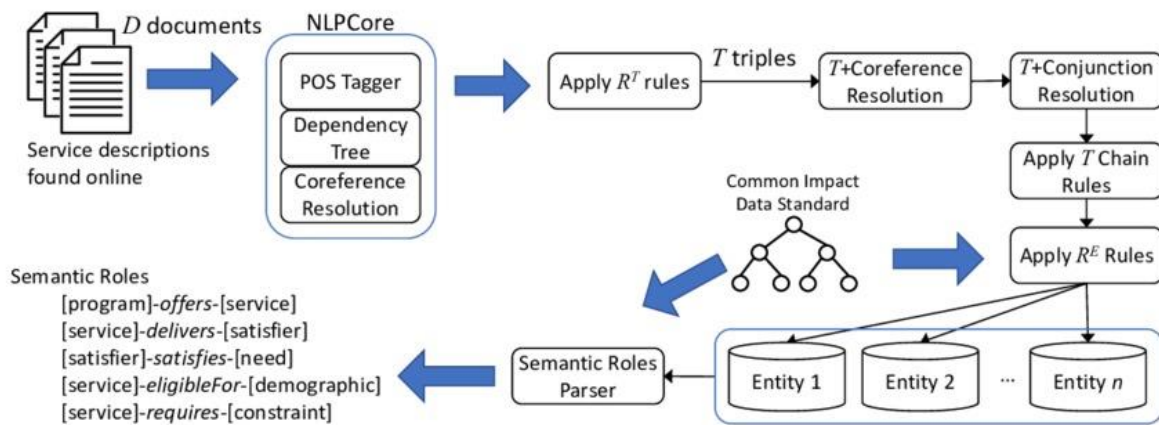 D documents
Service descriptions
found online
NLPCore
POS Tagger
Dependency
Tree
Coreference
Resolution
Apply Rᵀ rules
T triples
T+Coreference
Resolution
T+Conjunction
Resolution
Apply T Chain
Rules
Common Impact
Data Standard
Apply Rᴱ Rules
Entity 1
Entity 2
...
Entity n
Semantic Roles
Parser
Semantic Roles
[program]-offers-[service]
[service]-delivers-[satisfier]
[satisfier]-satisfies-[need]
[service]-eligibleFor-[demographic]
[service]-requires-[constraint]